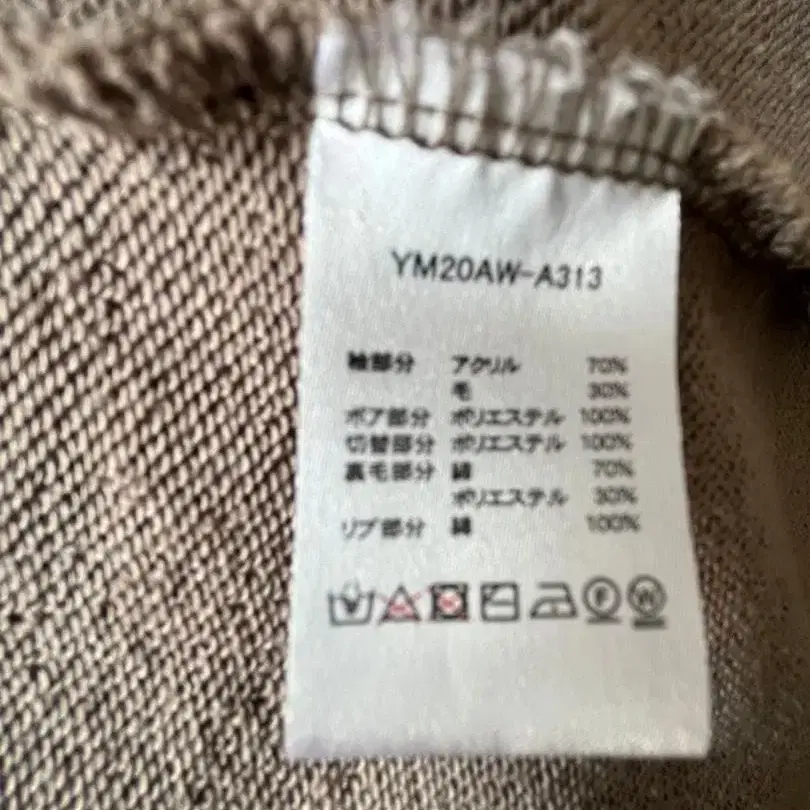 YM20AW-A313
袖部分 アクリル 70%
毛 30%
ボア部分 ポリエステル 100%
切替部分 ポリエステル 100%
裏毛部分 綿 70%
ポリエステル 30%
リブ部分 綿 100%
F W